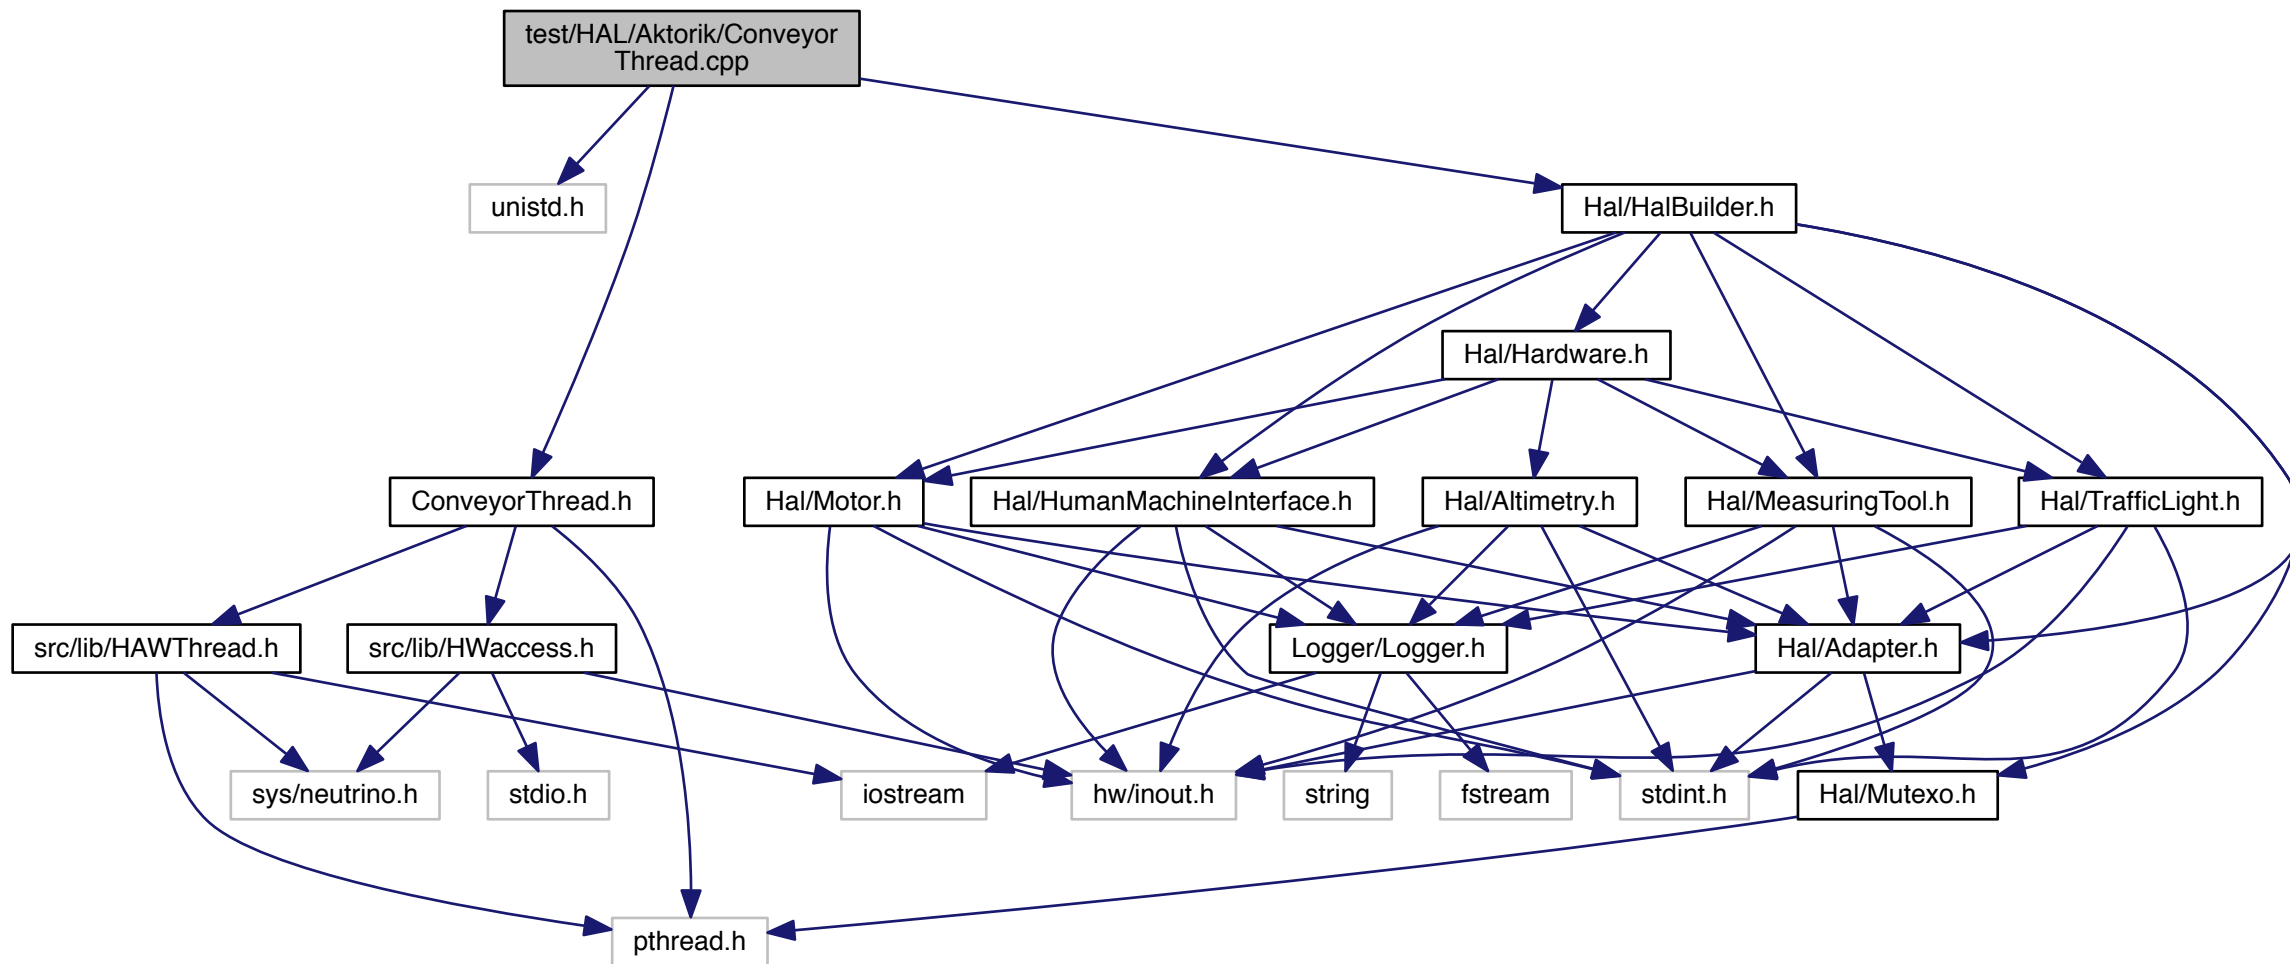 test/HAL/Aktorik/Conveyor
Thread.cpp
unistd.h
Hal/HalBuilder.h
Hal/Hardware.h
ConveyorThread.h
Hal/Motor.h
Hal/HumanMachineInterface.h
Hal/Altimetry.h
Hal/MeasuringTool.h
Hal/TrafficLight.h
src/lib/HAWThread.h
src/lib/HWaccess.h
Logger/Logger.h
Hal/Adapter.h
sys/neutrino.h
stdio.h
iostream
hw/inout.h
string
fstream
stdint.h
Hal/Mutexo.h
pthread.h